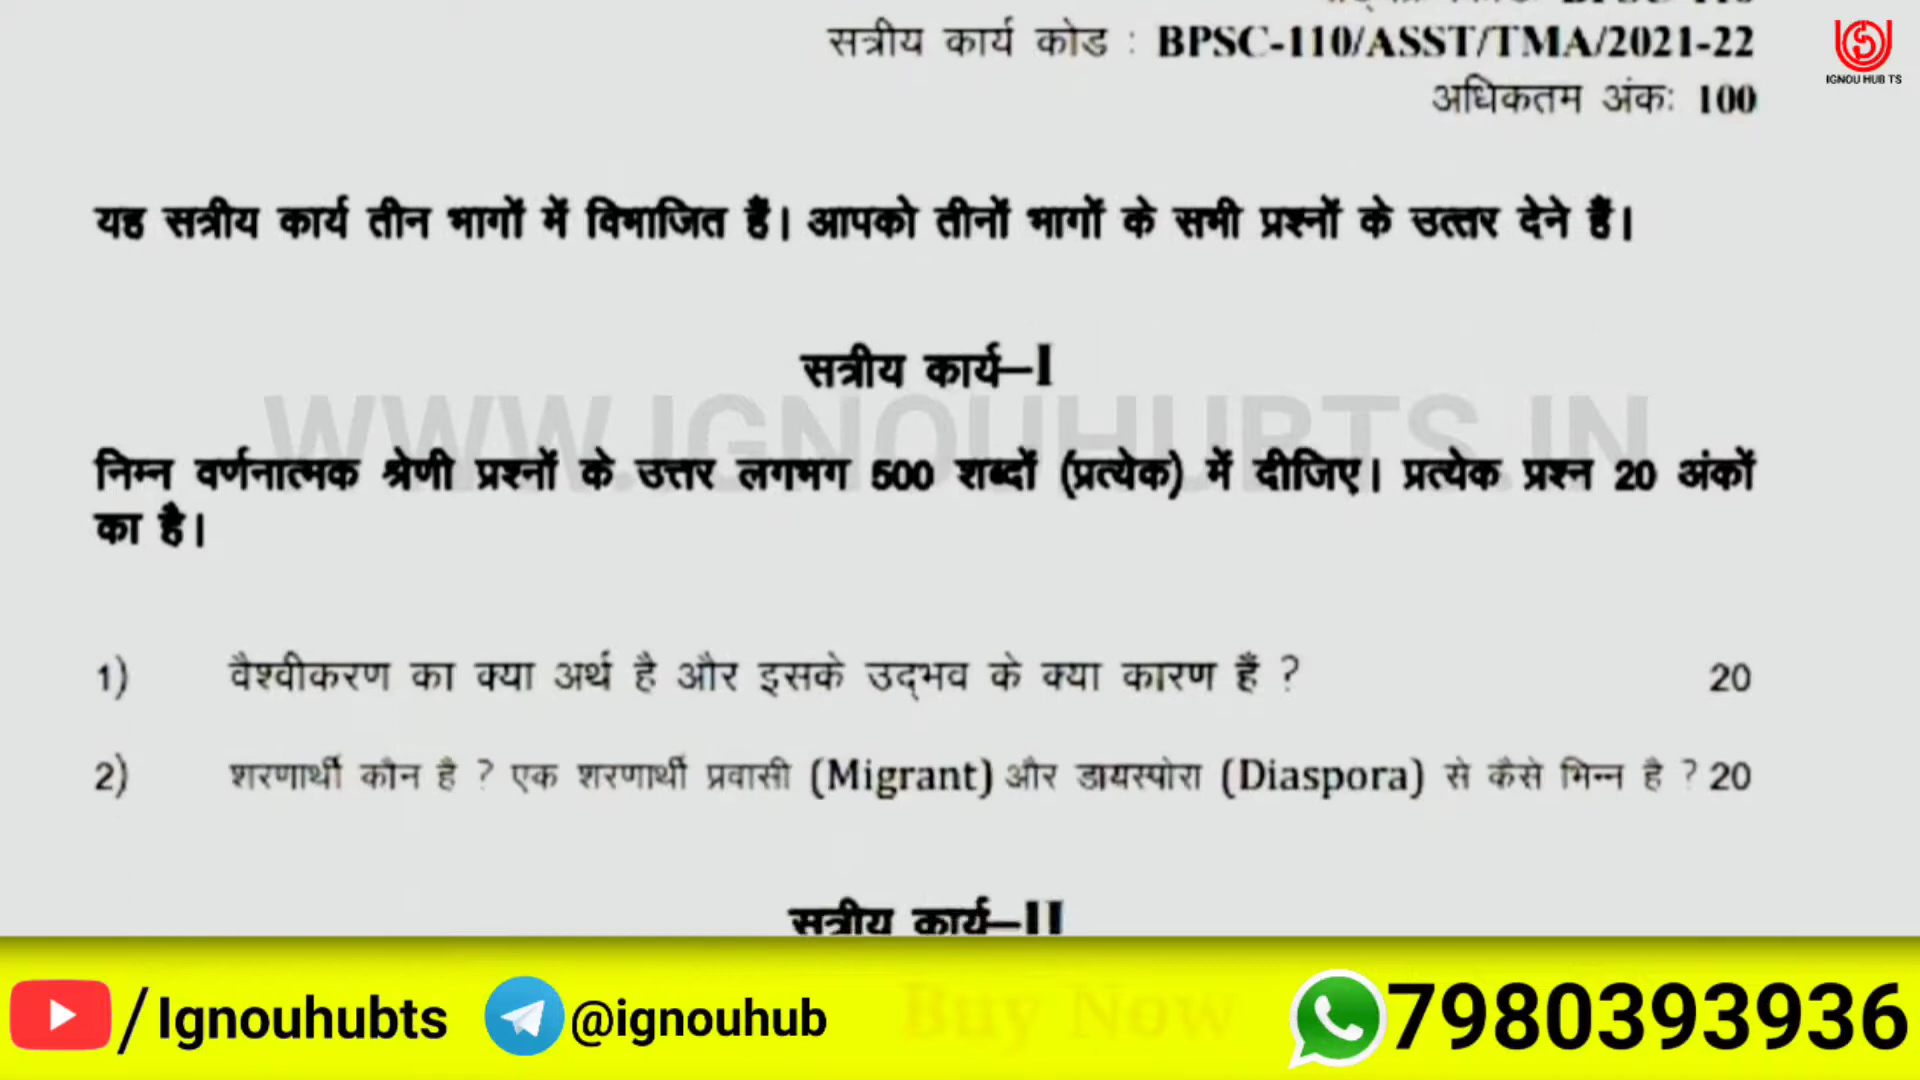 सत्रीय कार्य कोड : BPSC-110/ASST/TMA/2021-22
IGNOU HUB TS
अधिकतम अंक: 100
यह सत्रीय कार्य तीन भागों में विभाजित हैं। आपको तीनों भागों के सभी प्रश्नों के उत्तर देने हैं।
सत्रीय कार्य–I
WWW.IGNOUHUBTS.IN
निम्न वर्णनात्मक श्रेणी प्रश्नों के उत्तर लगभग 500 शब्दों (प्रत्येक) में दीजिए। प्रत्येक प्रश्न 20 अंकों
का है।
1) वैश्वीकरण का क्या अर्थ है और इसके उद्भव के क्या कारण हैं ? 20
2) शरणार्थी कौन है ? एक शरणार्थी प्रवासी (Migrant) और डायस्पोरा (Diaspora) से कैसे भिन्न है ? 20
सत्रीय कार्य–II
/Ignouhubts @ignouhub Buy Now 7980393936